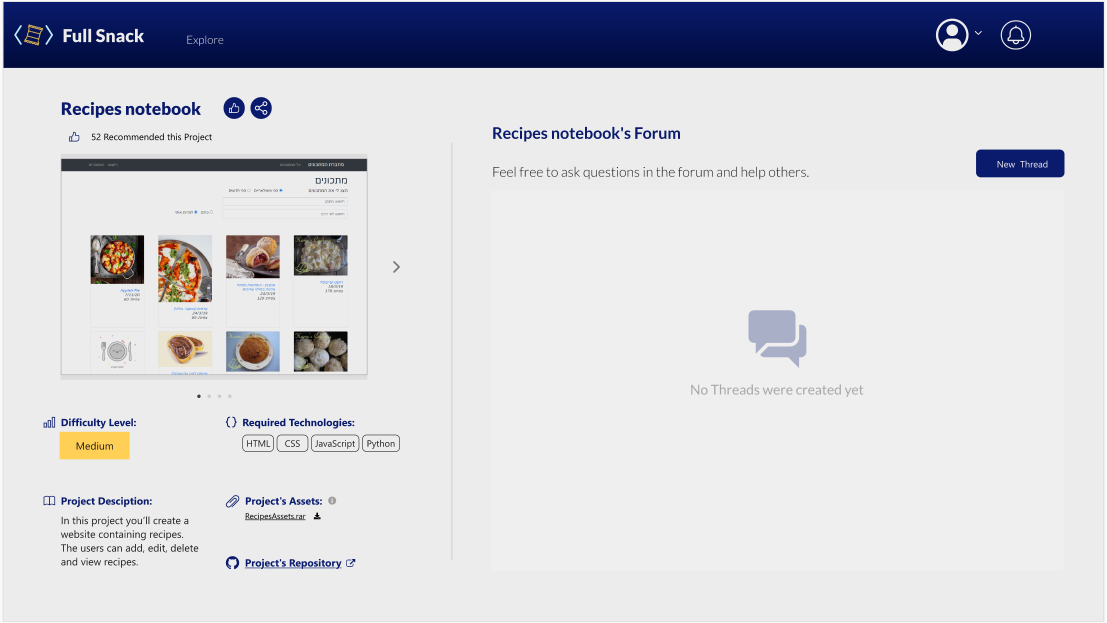 Full Snack
Explore
Recipes notebook
52 Recommended this Project
מתכונים
Difficulty Level:
Medium
Required Technologies:
HTML CSS JavaScript Python
Project Desciption:
In this project you'll create a
website containing recipes.
The users can add, edit, delete
and view recipes.
Project's Assets:
RecipesAssets.rar
Project's Repository
Recipes notebook's Forum
Feel free to ask questions in the forum and help others.
New Thread
No Threads were created yet